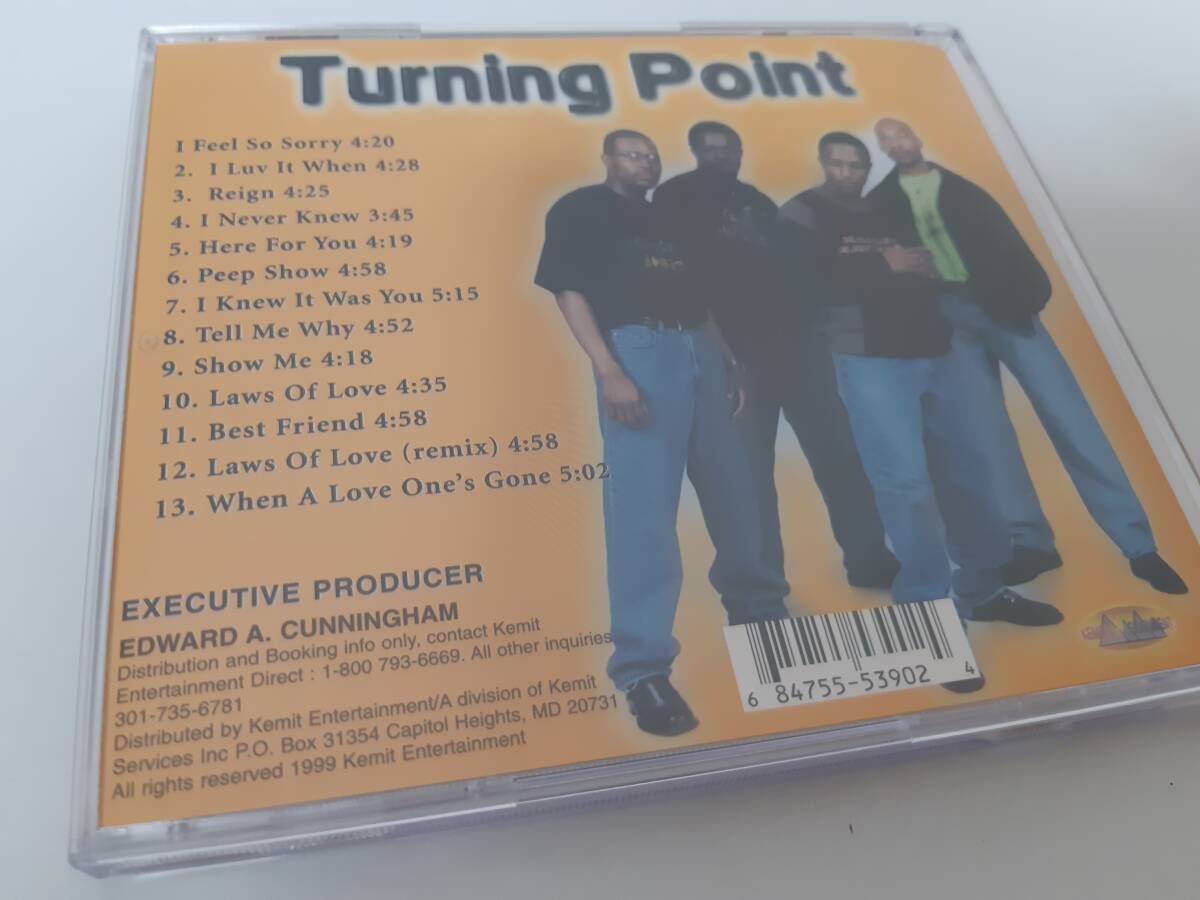 Turning Point
I Feel So Sorry 4:20
2. I Luv It When 4:28
3. Reign 4:25
4. I Never Knew 3:45
5. Here For You 4:19
6. Peep Show 4:58
7. I Knew It Was You 5:15
8. Tell Me Why 4:52
9. Show Me 4:18
10. Laws Of Love 4:35
11. Best Friend 4:58
12. Laws Of Love (remix) 4:58
13. When A Love One's Gone 5:02
EXECUTIVE PRODUCER
EDWARD A. CUNNINGHAM
Distribution and Booking info only, contact Kemit
Entertainment Direct : 1-800 793-6669. All other inquiries
301-735-6781
Distributed by Kemit Entertainment/A division of Kemit
Services Inc P.O. Box 31354 Capitol Heights, MD 20731
All rights reserved 1999 Kemit Entertainment
6 84755-53902 4